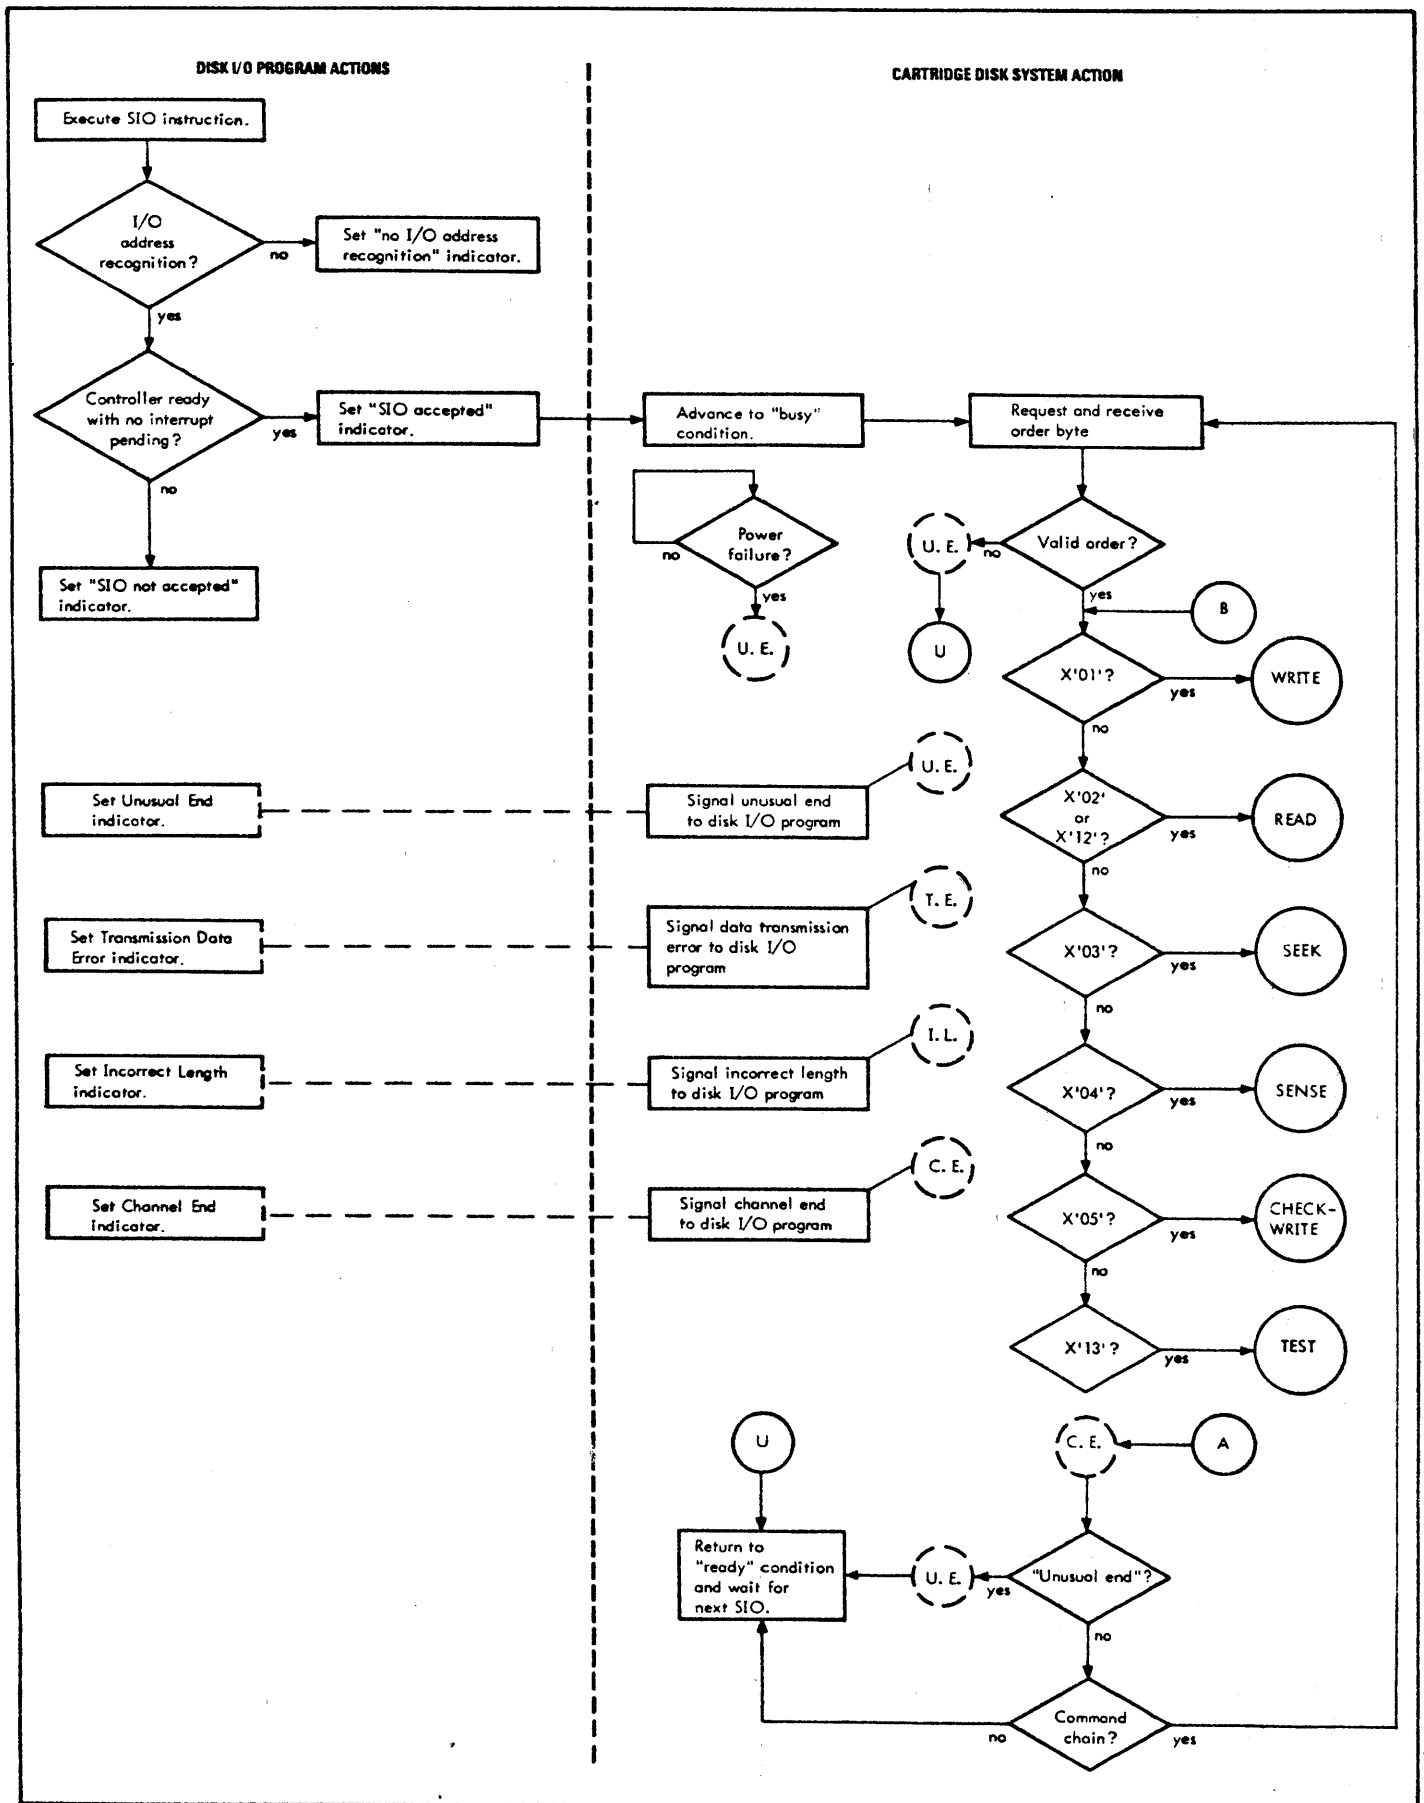 DISK I/O PROGRAM ACTIONS
CARTRIDGE DISK SYSTEM ACTION
Execute SIO instruction.
I/O
address
recognition?
no
Set "no I/O address
recognition" indicator.
yes
Controller ready
with no interrupt
pending?
yes
Set "SIO accepted"
indicator.
no
Set "SIO not accepted"
indicator.
Advance to "busy"
condition.
Request and receive
order byte
Power
failure?
no
yes
U. E.
Valid order?
no
U. E.
U
yes
B
X'01'?
yes
WRITE
no
X'02'
or
X'12'?
yes
READ
no
X'03'?
yes
SEEK
no
X'04'?
yes
SENSE
no
X'05'?
yes
CHECK-
WRITE
no
X'13'?
yes
TEST
Set Unusual End
indicator.
Signal unusual end
to disk I/O program
U. E.
Set Transmission Data
Error indicator.
Signal data transmission
error to disk I/O
program
T. E.
Set Incorrect Length
indicator.
Signal incorrect length
to disk I/O program
I. L.
Set Channel End
indicator.
Signal channel end
to disk I/O program
C. E.
U
C. E.
A
Return to
"ready" condition
and wait for
next SIO.
U. E.
yes
"Unusual end"?
no
Command
chain?
no
yes